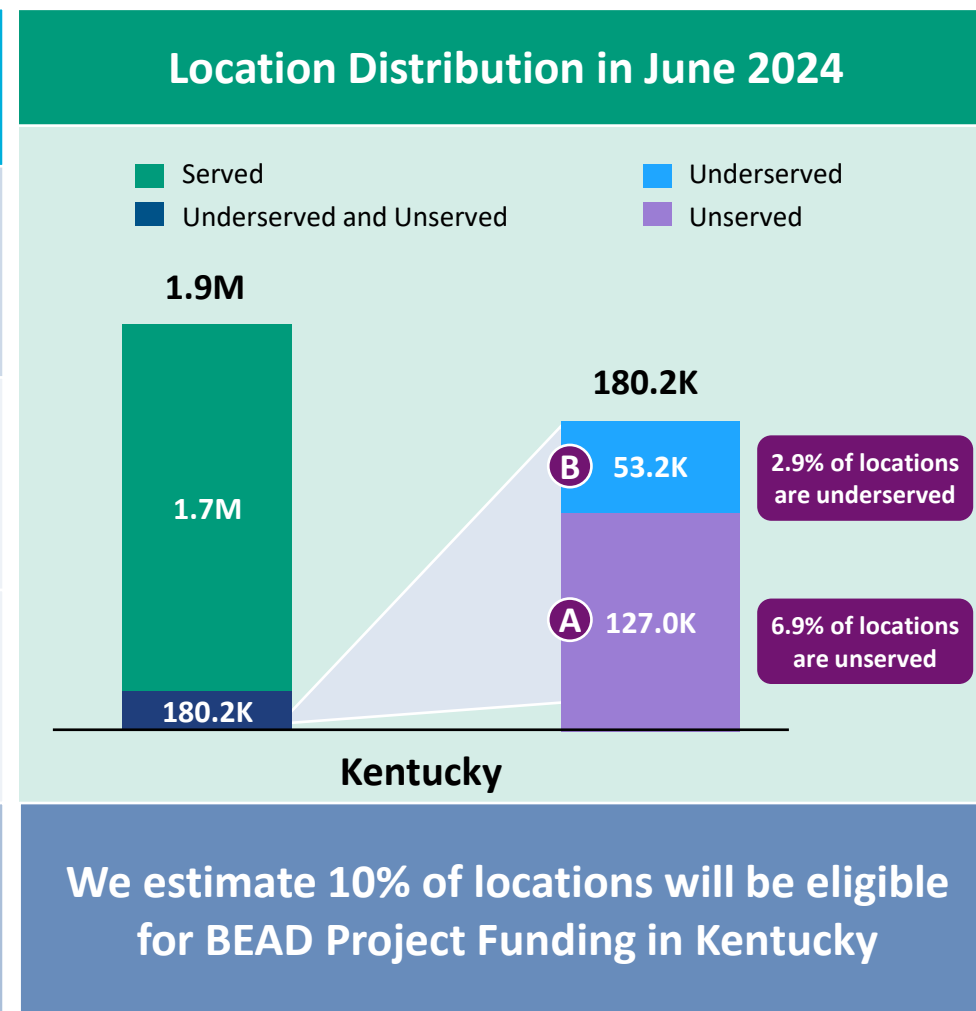 Location Distribution in June 2024
Served
Underserved
Underserved and Unserved
Unserved
1.9M
180.2K
B
53.2K
2.9% of locations
are underserved
1.7M
A
127.0K
6.9% of locations
are unserved
180.2K
Kentucky
We estimate 10% of locations will be eligible
for BEAD Project Funding in Kentucky